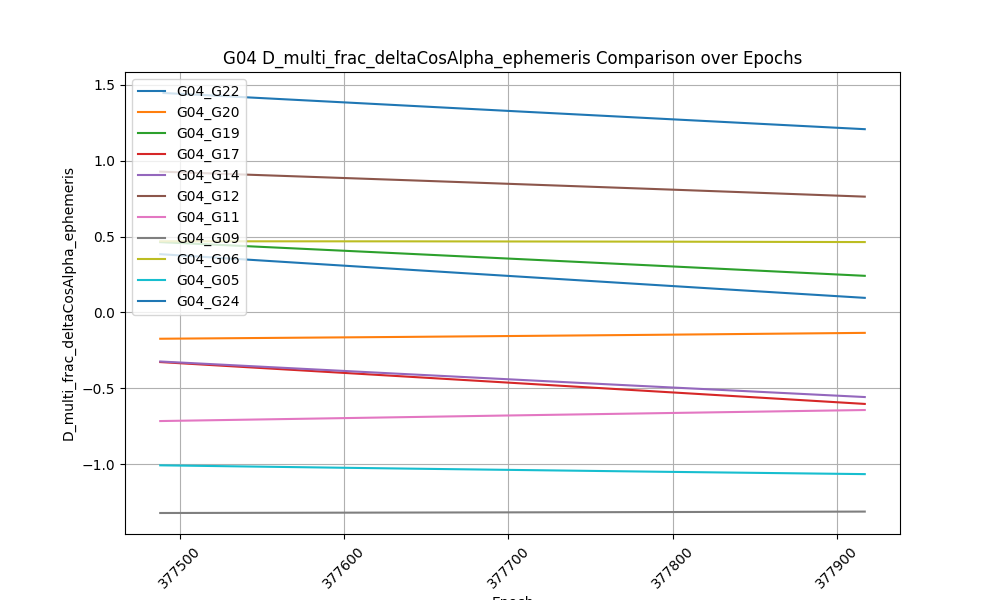 G04 D_multi_frac_deltaCosAlpha_ephemeris Comparison over Epochs
D_multi_frac_deltaCosAlpha_ephemeris
1.5
1.0
0.5
0.0
−0.5
−1.0
G04_G22
G04_G20
G04_G19
G04_G17
G04_G14
G04_G12
G04_G11
G04_G09
G04_G06
G04_G05
G04_G24
377500
377600
377700
377800
377900
Epoch